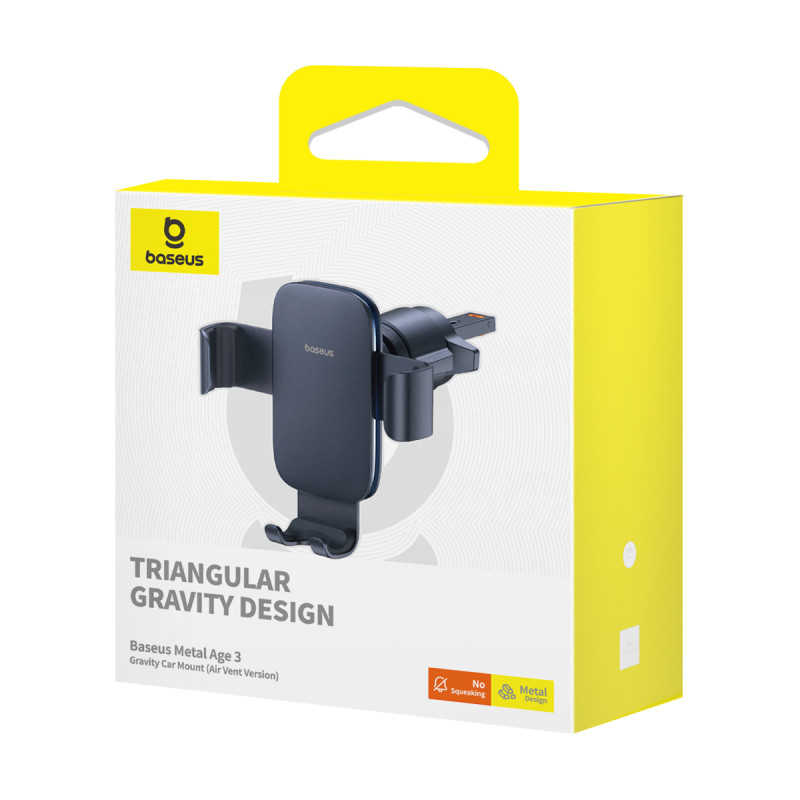 baseus
baseus
TRIANGULAR
GRAVITY DESIGN
Baseus Metal Age 3
Gravity Car Mount (Air Vent Version)
No
Squeaking
Metal
Design